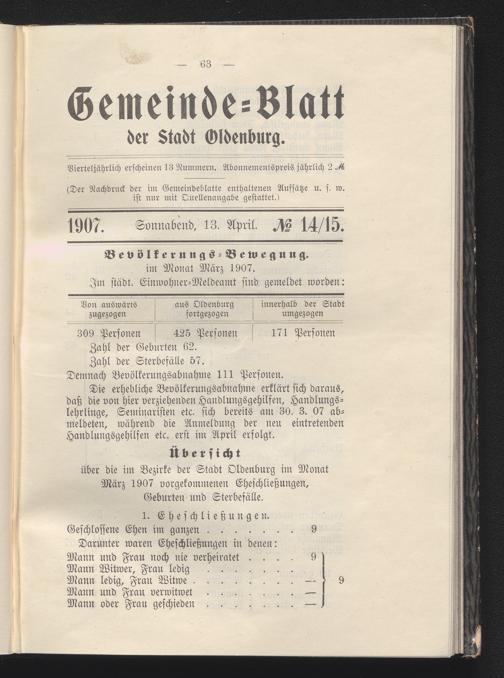 — 63 —
Gemeinde=Blatt
der Stadt Oldenburg.
Vierteljährlich erscheinen 13 Nummern. Abonnementspreis jährlich 2 ℳ
(Der Nachdruck der im Gemeindeblatte enthaltenen Aufsätze u. s. w.
ist nur mit Quellenangabe gestattet.)
1907. Sonnabend, 13. April. № 14/15.
Bevölkerungs=Bewegung.
im Monat März 1907.
Im städt. Einwohner=Meldeamt sind gemeldet worden:
Von auswärts zugezogen | aus Oldenburg fortgezogen | innerhalb der Stadt umgezogen
309 Personen | 425 Personen | 171 Personen
Zahl der Geburten 62.
Zahl der Sterbefälle 57.
Demnach Bevölkerungsabnahme 111 Personen.
Die erhebliche Bevölkerungsabnahme erklärt sich daraus,
daß die von hier verziehenden Handlungsgehilfen, Handlungs=
lehrlinge, Seminaristen etc. sich bereits am 30. 3. 07 ab=
meldeten, während die Anmeldung der neu eintretenden
Handlungsgehilfen etc. erst im April erfolgt.
Übersicht
über die im Bezirke der Stadt Oldenburg im Monat
März 1907 vorgekommenen Eheschließungen,
Geburten und Sterbefälle.
1. Eheschließungen.
Geschlossene Ehen im ganzen . . . . . . . 9
Darunter waren Eheschließungen in denen:
Mann und Frau noch nie verheiratet . . . . 9
Mann Witwer, Frau ledig . . . . . . .
Mann ledig, Frau Witwe . . . . . . . — 9
Mann und Frau verwitwet . . . . . . —
Mann oder Frau geschieden . . . . . . —